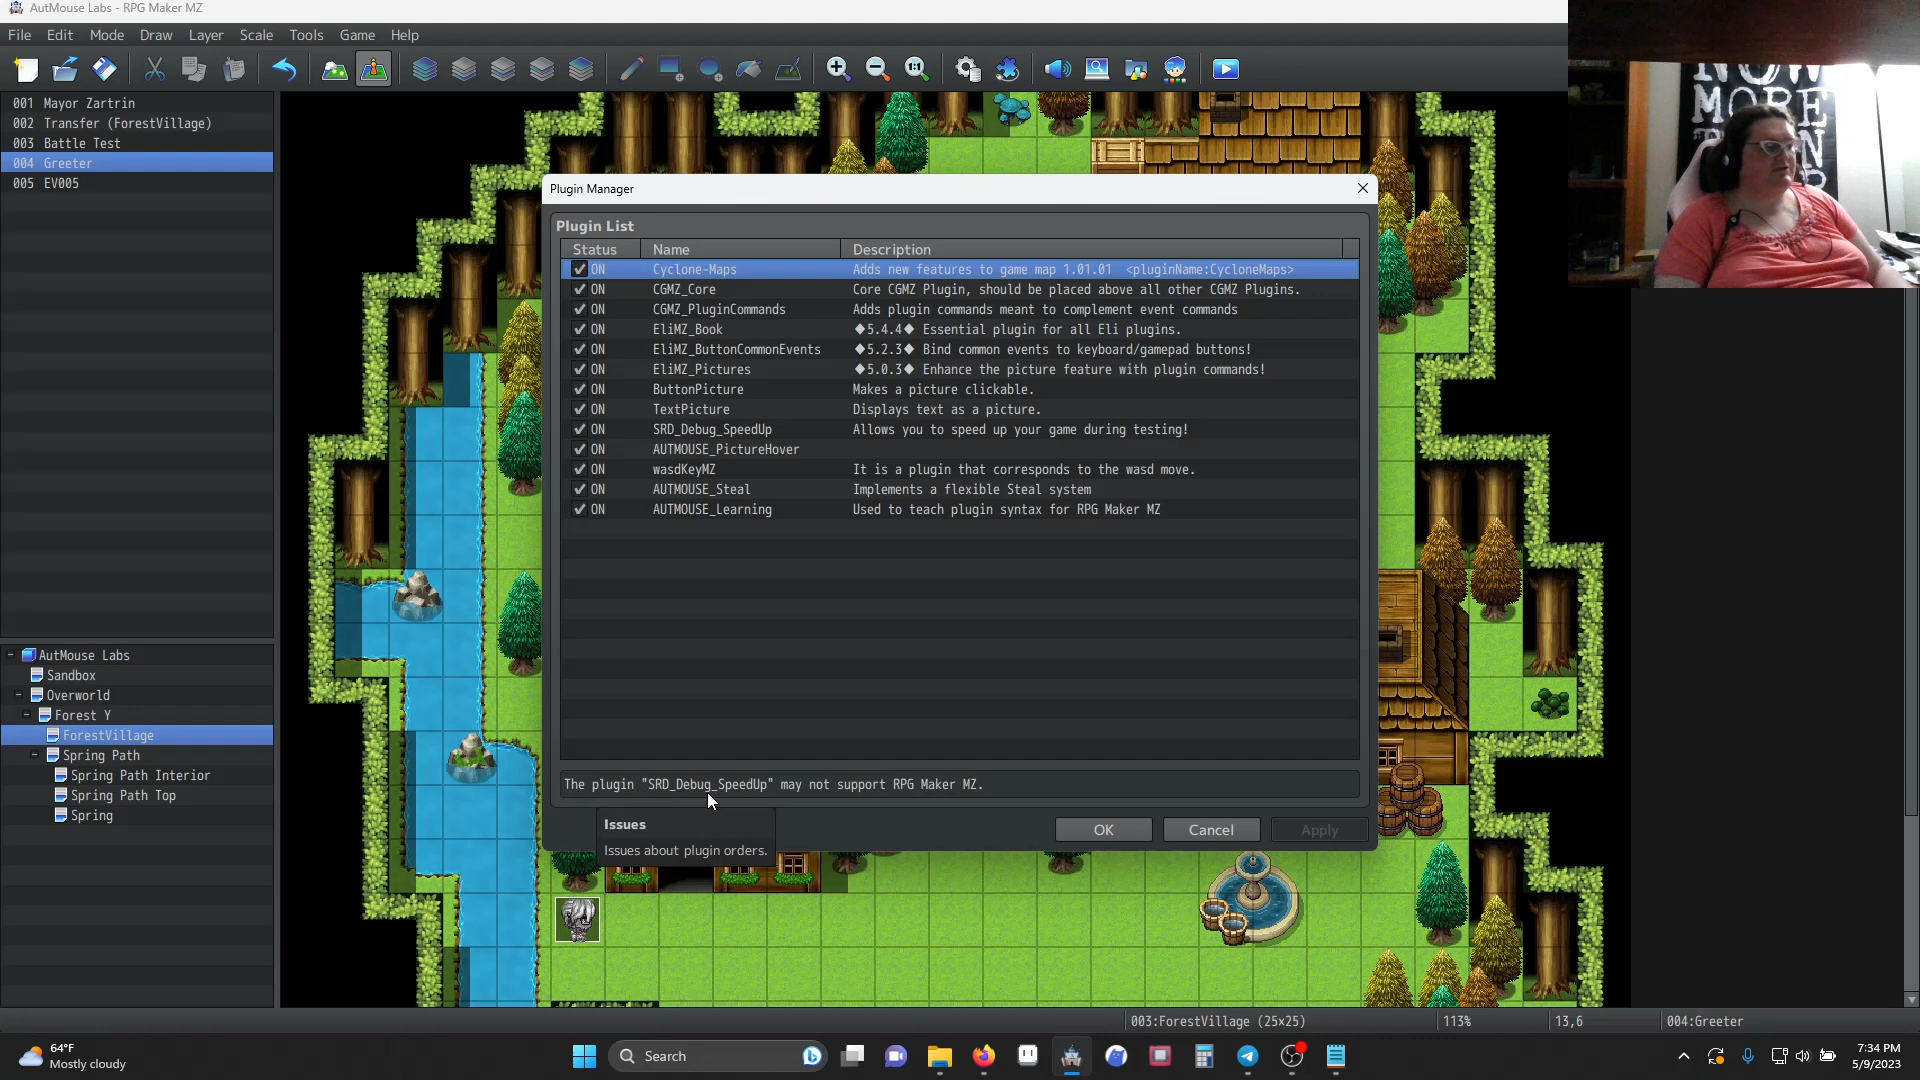 AutMouse Labs - RPG Maker MZ
File Edit Mode Draw Layer Scale Tools Game Help
1:1
001 Mayor Zartrin
002 Transfer (ForestVillage)
003 Battle Test
004 Greeter
005 EV005
AutMouse Labs
Sandbox
Overworld
Forest Y
ForestVillage
Spring Path
Spring Path Interior
Spring Path Top
Spring
Plugin Manager
Plugin List
Status Name Description
ON Cyclone-Maps Adds new features to game map 1.01.01 <pluginName:CycloneMaps>
ON CGMZ_Core Core CGMZ Plugin, should be placed above all other CGMZ Plugins.
ON CGMZ_PluginCommands Adds plugin commands meant to complement event commands
ON EliMZ_Book ◆5.4.4◆ Essential plugin for all Eli plugins.
ON EliMZ_ButtonCommonEvents ◆5.2.3◆ Bind common events to keyboard/gamepad buttons!
ON EliMZ_Pictures ◆5.0.3◆ Enhance the picture feature with plugin commands!
ON ButtonPicture Makes a picture clickable.
ON TextPicture Displays text as a picture.
ON SRD_Debug_SpeedUp Allows you to speed up your game during testing!
ON AUTMOUSE_PictureHover
ON wasdKeyMZ It is a plugin that corresponds to the wasd move.
ON AUTMOUSE_Steal Implements a flexible Steal system
ON AUTMOUSE_Learning Used to teach plugin syntax for RPG Maker MZ
The plugin "SRD_Debug_SpeedUp" may not support RPG Maker MZ.
Issues
Issues about plugin orders.
OK Cancel Apply
NOW
MORE
003:ForestVillage (25x25) 113% 13,6 004:Greeter
64°F
Mostly cloudy
Search
7:34 PM
5/9/2023